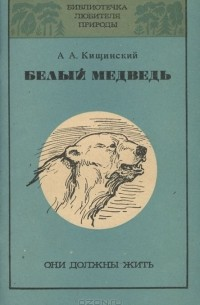 БИБЛИОТЕЧКА
ЛЮБИТЕЛЯ
ПРИРОДЫ
А А. Кищинский
БЕЛЫЙ МЕДВЕДЬ
ОНИ ДОЛЖНЫ ЖИТЬ